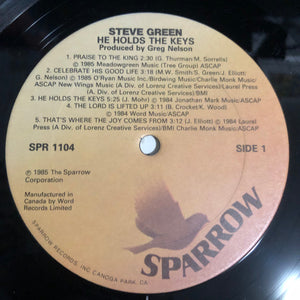 STEVE GREEN
HE HOLDS THE KEYS
Produced by Greg Nelson
1. PRAISE TO THE KING 2:30 (G. Thurman/M. Sorrells)
© 1985 Meadowgreen Music (Tree Group)/ASCAP
2. CELEBRATE HIS GOOD LIFE 3:18 (M.W. Smith/S. Green/J. Elliott/
G. Nelson) © 1985 O'Ryan Music Inc./Birdwing Music/Charlie Monk Music/
ASCAP New Wings Music (A Div. of Lorenz Creative Services)/Laurel Press
(A Div. of Lorenz Creative Services)/BMI
3. HE HOLDS THE KEYS 5:25 (J. Mohr) © 1984 Jonathan Mark Music/ASCAP
4. THE LORD IS LIFTED UP 3:11 (B. Crocket/K. Wood)
© 1984 Word Music/ASCAP
5. THAT'S WHERE THE JOY COMES FROM 3:12 (J. Elliott) © 1984 Laurel
Press (A Div. of Lorenz Creative Services)/BMI Charlie Monk Music/ASCAP
SPR 1104
SIDE 1
℗ 1985 The Sparrow
Corporation
Manufactured in
Canada by Word
Records Limited
SPARROW
SPARROW RECORDS, INC. CANOGA PARK, CA.